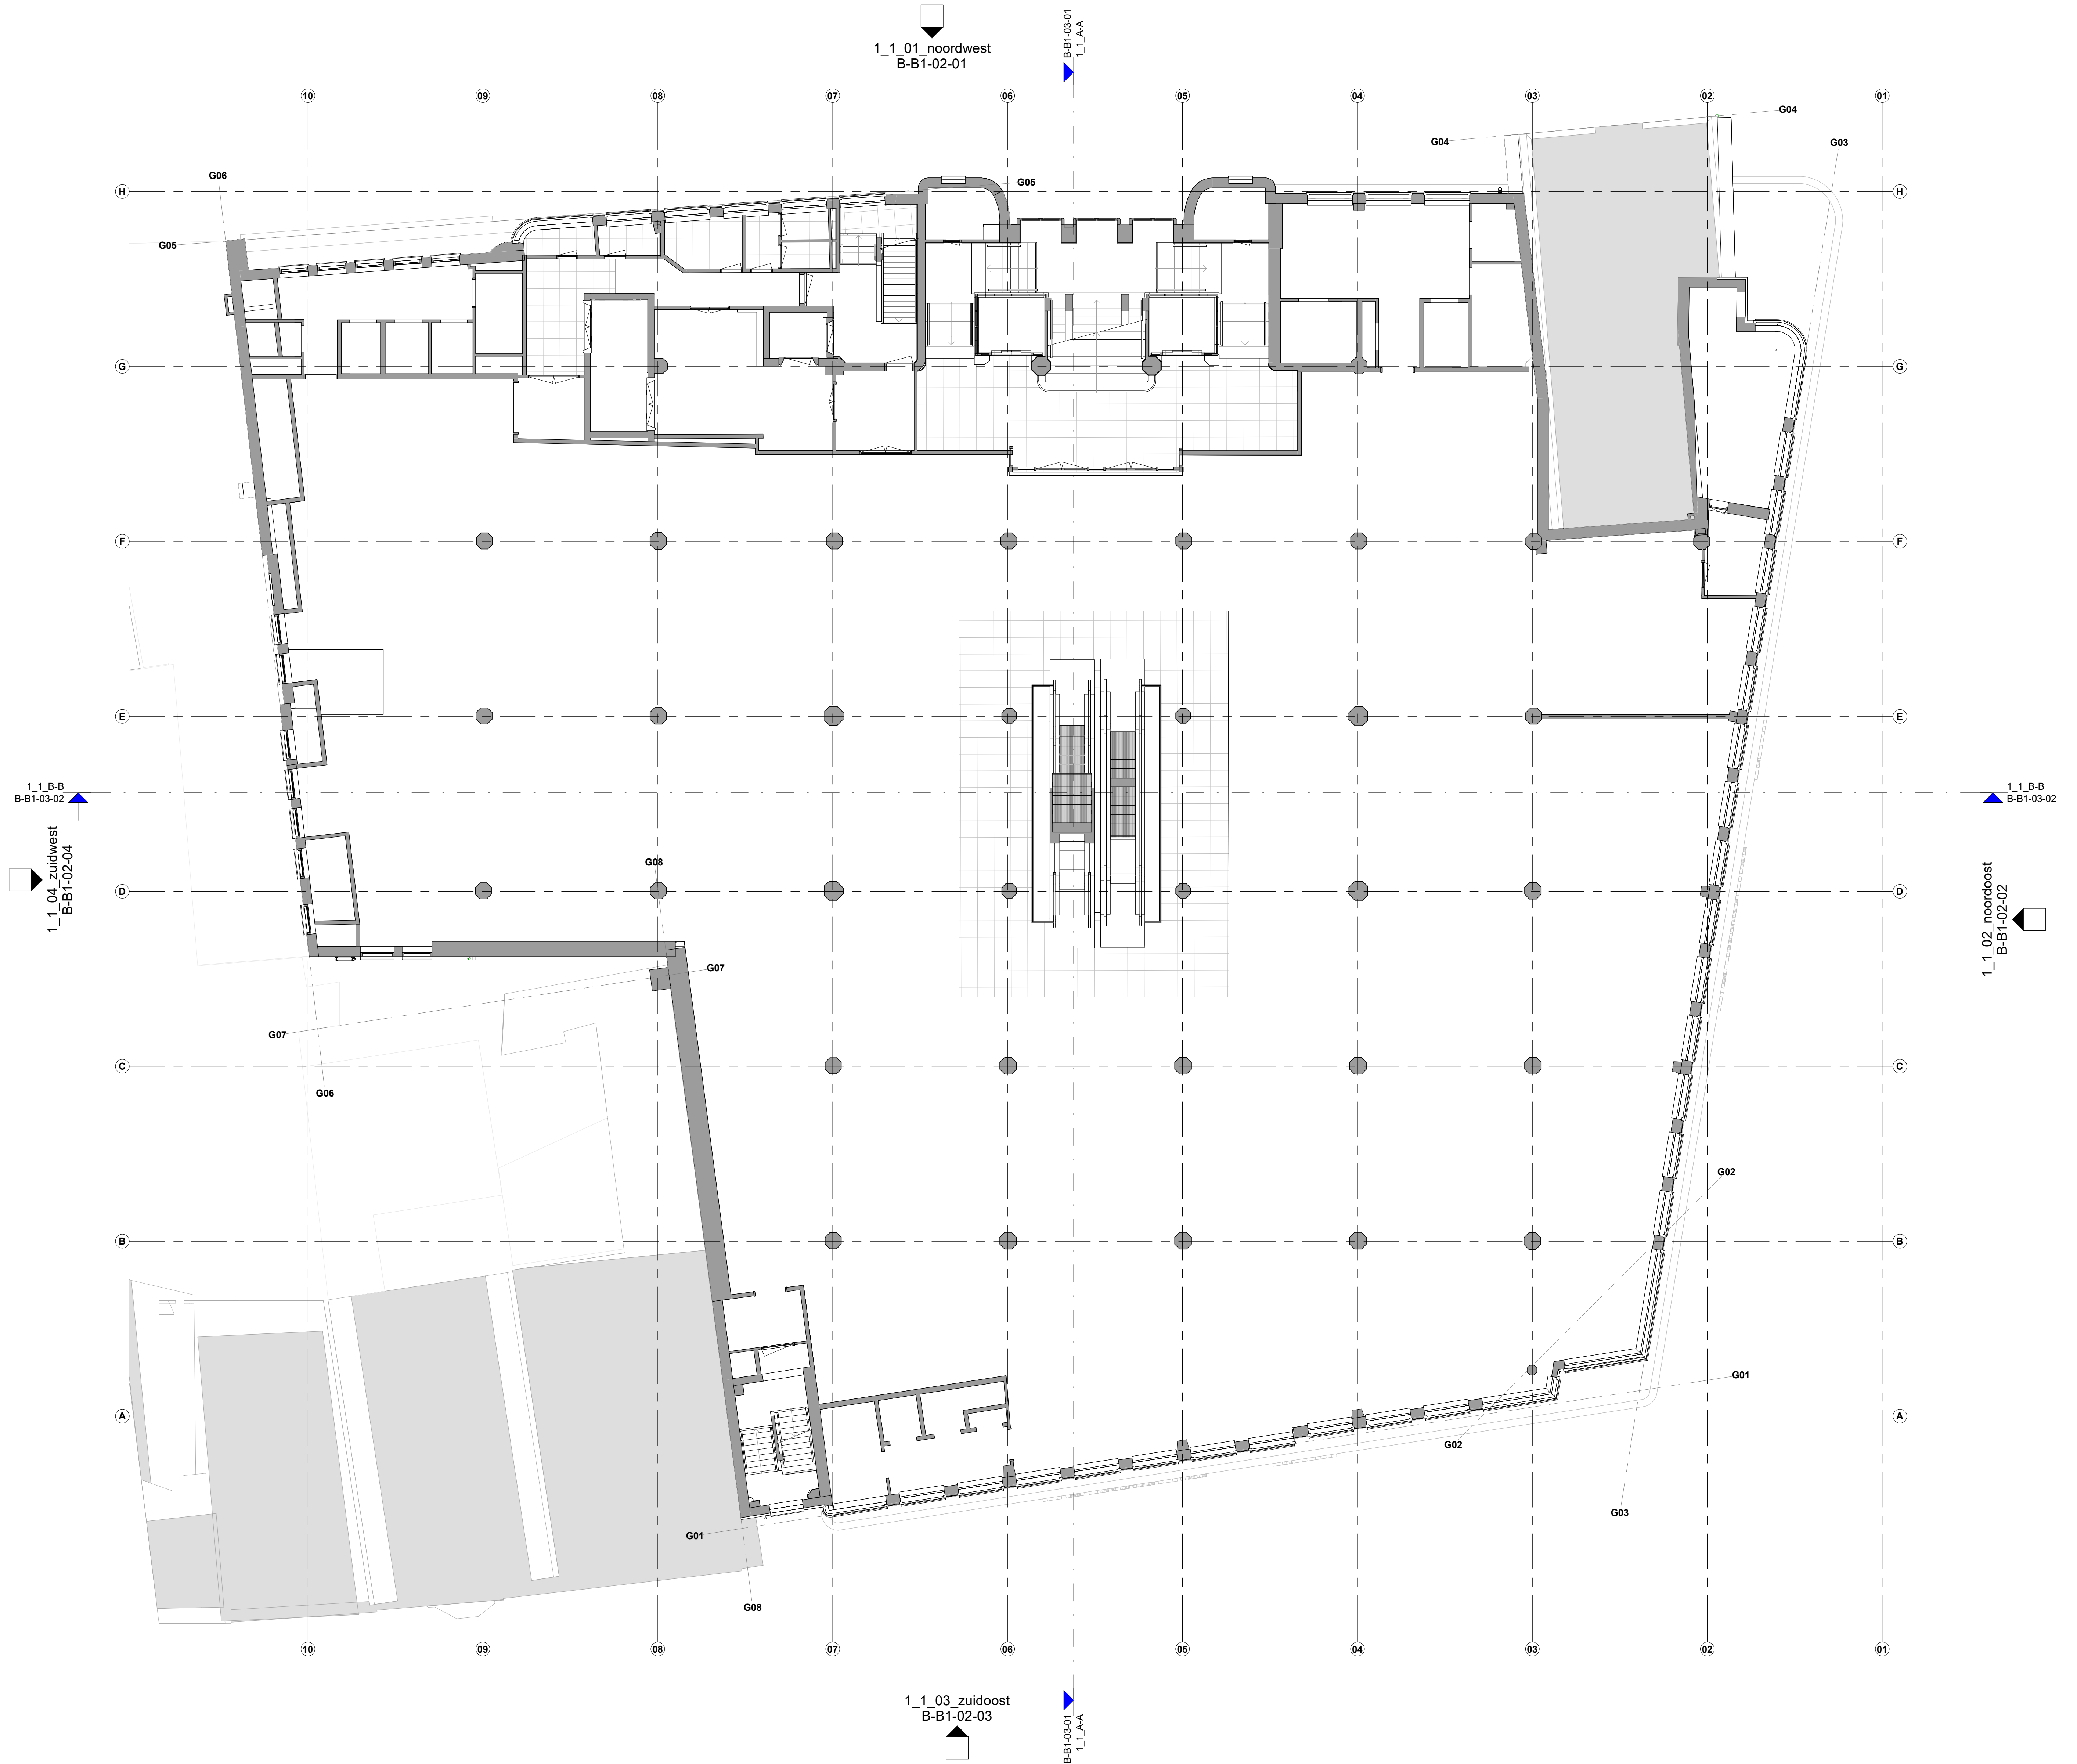 1_1_01_noordwest
B-B1-02-01
B-B1-03-01
1_1_A-A
10
09
08
07
06
05
04
03
02
01
G04
G04
G03
G06
G05
H
H
G05
G
G
F
F
E
E
1_1_B-B
B-B1-03-02
1_1_B-B
B-B1-03-02
1_1_04_zuidwest
B-B1-02-04
G08
1_1_02_noordoost
B-B1-02-02
D
D
G07
G07
C
C
G06
G02
B
B
G01
A
A
G02
G03
G01
G08
10
09
08
07
06
05
04
03
02
01
1_1_03_zuidoost
B-B1-02-03
B-B1-03-01
1_1_A-A